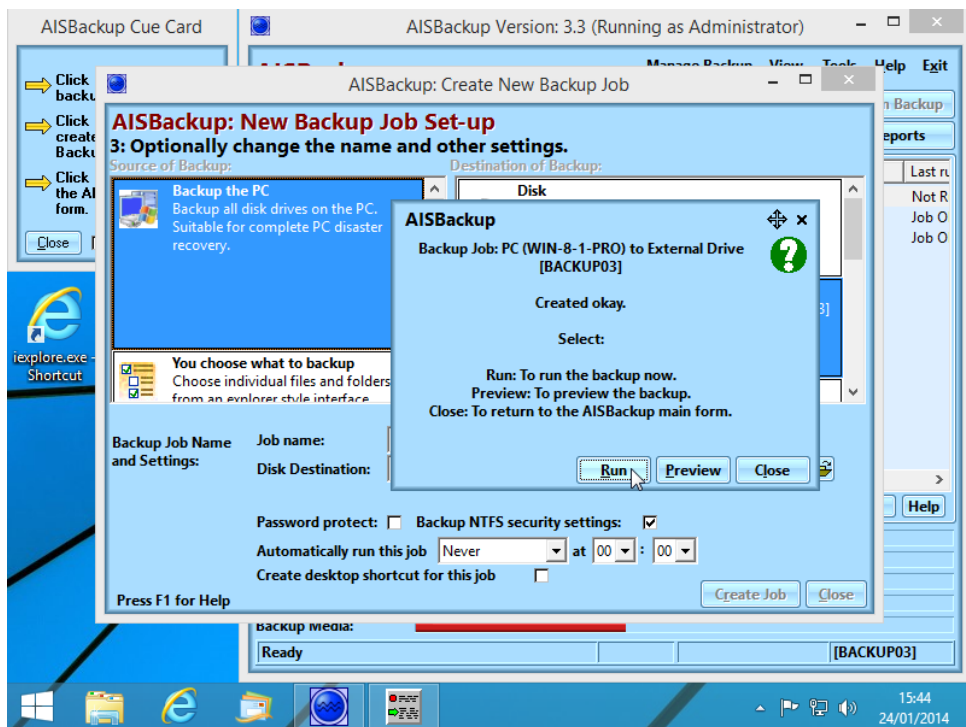 AISBackup Cue Card
AISBackup Version: 3.3 (Running as Administrator)
Click
Click
create
Click
the
form.
Close
Help Exit
Backup
Last
Not R
Job O
Job O
Help
AISBackup: Create New Backup Job
AISBackup: New Backup Job Set-up
3: Optionally change the name and other settings.
Source of Backup:
Destination of Backup:
Backup the PC
Backup all disk drives on the PC.
Suitable for complete PC disaster
recovery.
Disk
You choose what to backup
Choose individual files and folders
from an explorer style interface
Backup Job Name
and Settings:
Job name:
Disk Destination:
Password protect:
Backup NTFS security settings:
Automatically run this job Never at 00 : 00
Create desktop shortcut for this job
Press F1 for Help
Create Job Close
AISBackup
Backup Job: PC (WIN-8-1-PRO) to External Drive
[BACKUP03]
Created okay.
Select:
Run: To run the backup now.
Preview: To preview the backup.
Close: To return to the AISBackup main form.
Run Preview Close
Backup Media:
Ready
[BACKUP03]
iexplore.exe -
Shortcut
15:44
24/01/2014